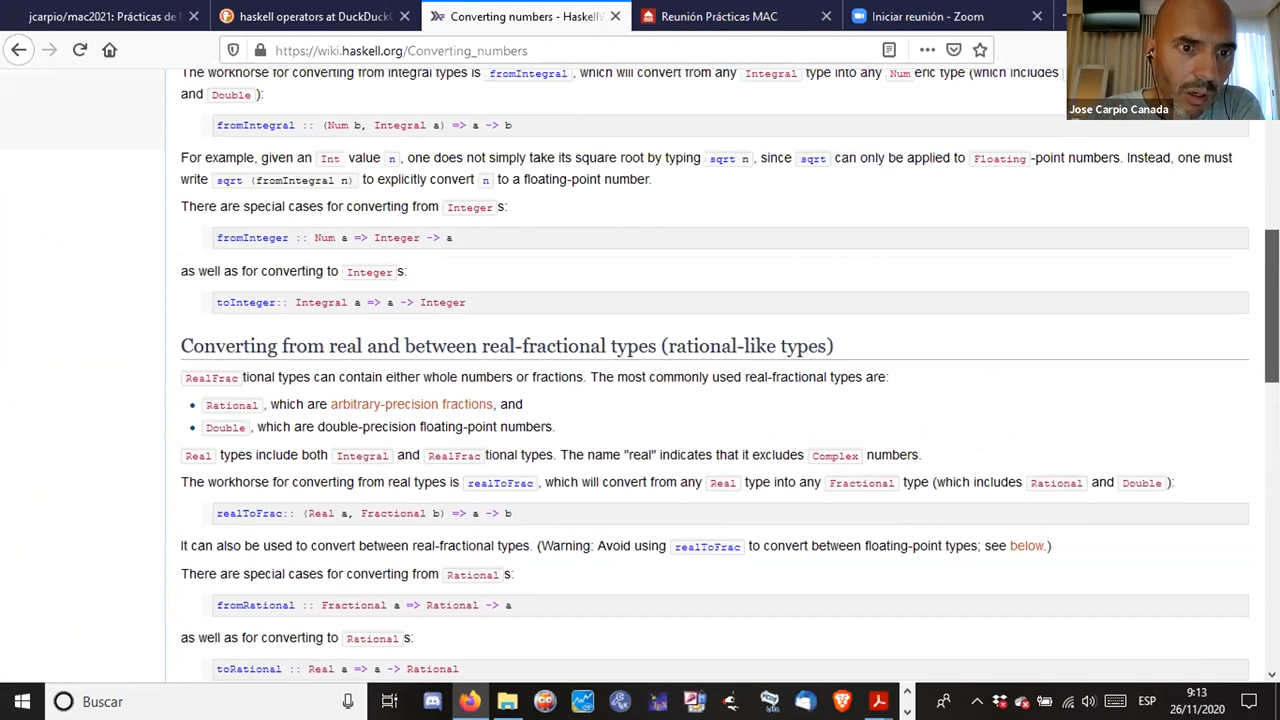 jcarpio/mac2021: Prácticas de
haskell operators at DuckDuckG
Converting numbers - HaskellW
Reunión Prácticas MAC
Iniciar reunión - Zoom
https://wiki.haskell.org/Converting_numbers
Jose Carpio Canada
The workhorse for converting from integral types is fromIntegral, which will convert from any Integral type into any Num eric type (which includes
and Double ):
fromIntegral :: (Num b, Integral a) => a -> b
For example, given an Int value n, one does not simply take its square root by typing sqrt n, since sqrt can only be applied to Floating -point numbers. Instead, one must
write sqrt (fromIntegral n) to explicitly convert n to a floating-point number.
There are special cases for converting from Integer s:
fromInteger :: Num a => Integer -> a
as well as for converting to Integer s:
toInteger:: Integral a => a -> Integer
Converting from real and between real-fractional types (rational-like types)
RealFrac tional types can contain either whole numbers or fractions. The most commonly used real-fractional types are:
• Rational, which are arbitrary-precision fractions, and
• Double, which are double-precision floating-point numbers.
Real types include both Integral and RealFrac tional types. The name "real" indicates that it excludes Complex numbers.
The workhorse for converting from real types is realToFrac, which will convert from any Real type into any Fractional type (which includes Rational and Double ):
realToFrac:: (Real a, Fractional b) => a -> b
It can also be used to convert between real-fractional types. (Warning: Avoid using realToFrac to convert between floating-point types; see below.)
There are special cases for converting from Rational s:
fromRational :: Fractional a => Rational -> a
as well as for converting to Rational s:
toRational :: Real a => a -> Rational
Buscar
ESP
9:13
26/11/2020